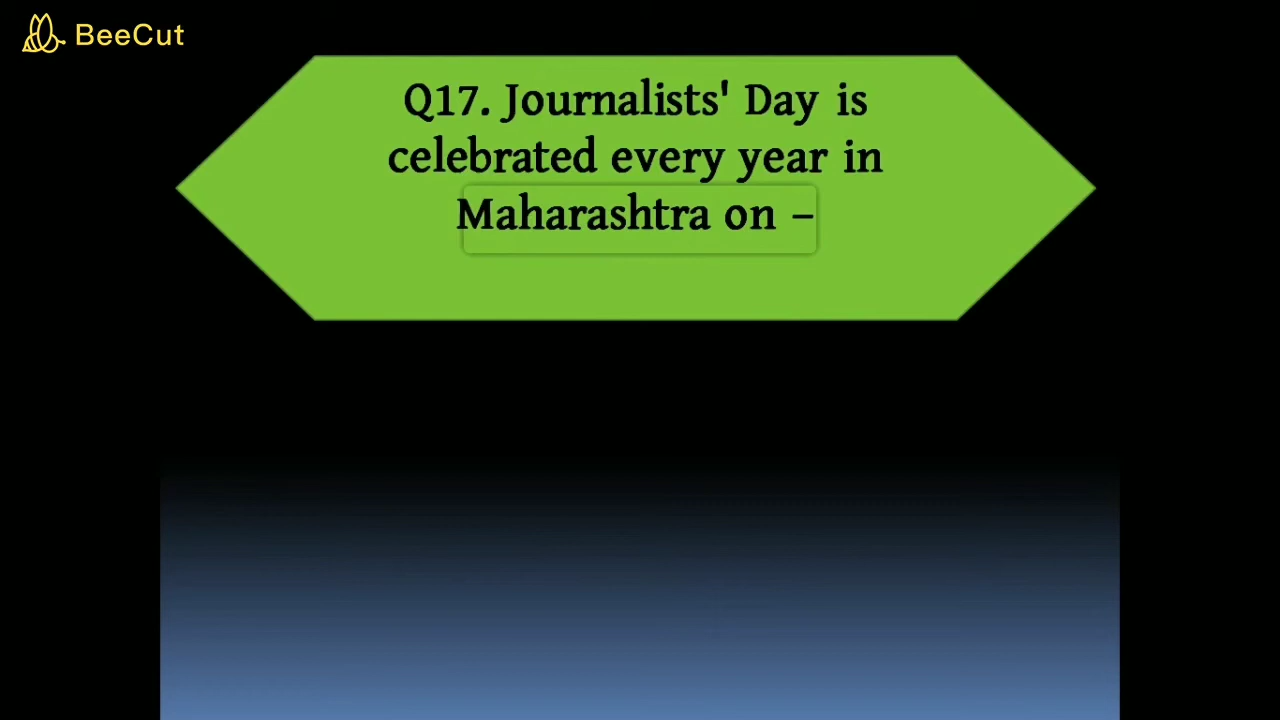 BeeCut
Q17. Journalists' Day is
celebrated every year in
Maharashtra on –